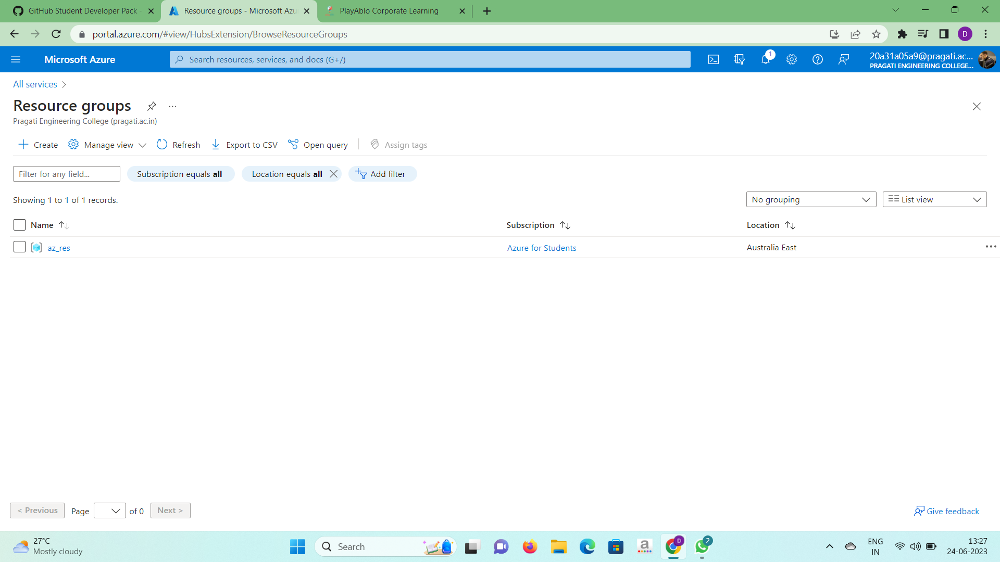 GitHub Student Developer Pack -
Resource groups - Microsoft Azu
PlayAblo Corporate Learning
portal.azure.com/#view/HubsExtension/BrowseResourceGroups
D
Microsoft Azure
Search resources, services, and docs (G+/)
1
20a31a05a9@pragati.ac...
PRAGATI ENGINEERING COLLEGE...
All services
Resource groups
...
Pragati Engineering College (pragati.ac.in)
Create
Manage view
Refresh
Export to CSV
Open query
Assign tags
Filter for any field...
Subscription equals all
Location equals all
Add filter
Showing 1 to 1 of 1 records.
No grouping
List view
Name
Subscription
Location
az_res
Azure for Students
Australia East
< Previous
Page
of 0
Next >
Give feedback
27°C
Mostly cloudy
Search
a
D
2
ENG
IN
13:27
24-06-2023